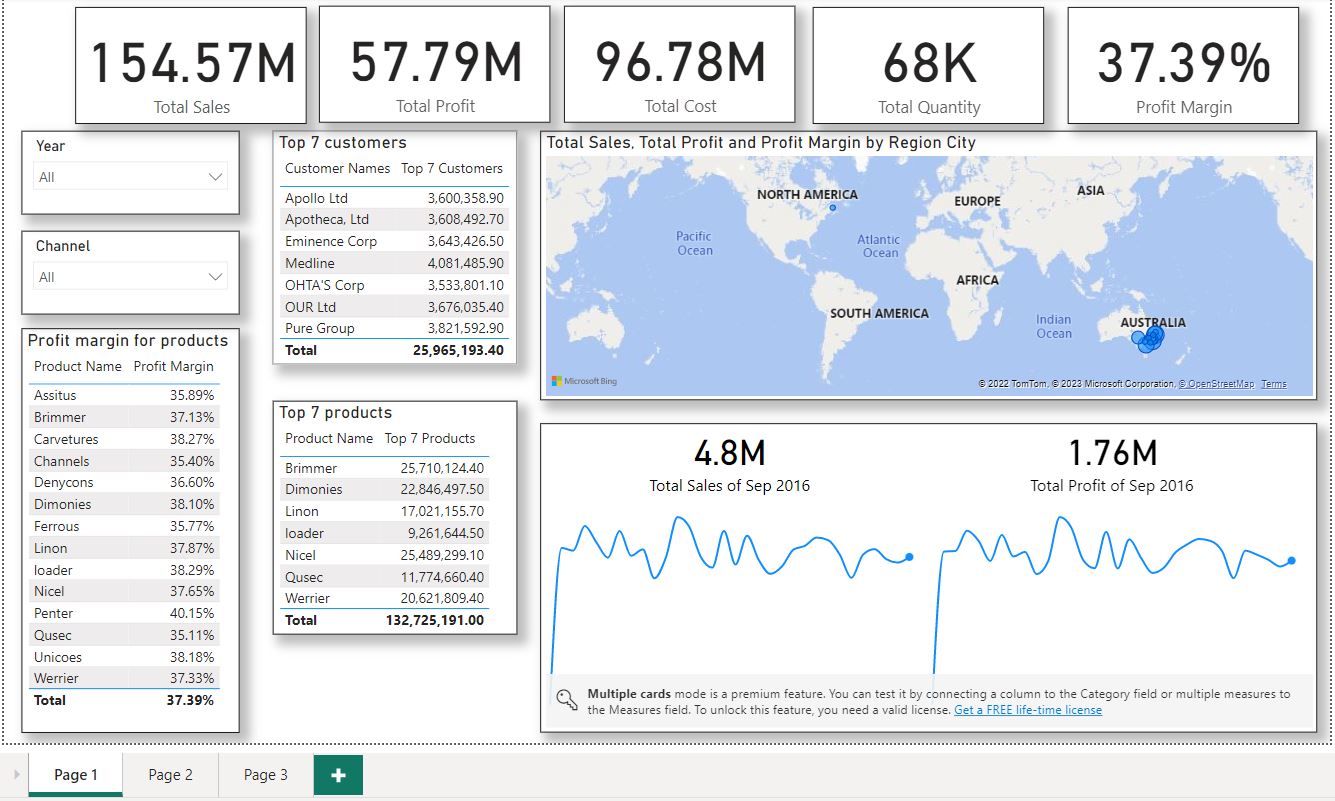 154.57M
Total Sales
57.79M
Total Profit
96.78M
Total Cost
68K
Total Quantity
37.39%
Profit Margin
Year
All
Channel
All
Profit margin for products
Product Name Profit Margin
Assitus 35.89%
Brimmer 37.13%
Carvetures 38.27%
Channels 35.40%
Denycons 36.60%
Dimonies 38.10%
Ferrous 35.77%
Linon 37.87%
loader 38.29%
Nicel 37.65%
Penter 40.15%
Qusec 35.11%
Unicoes 38.18%
Werrier 37.33%
Total 37.39%
Top 7 customers
Customer Names Top 7 Customers
Apollo Ltd 3,600,358.90
Apotheca, Ltd 3,608,492.70
Eminence Corp 3,643,426.50
Medline 4,081,485.90
OHTA'S Corp 3,533,801.10
OUR Ltd 3,676,035.40
Pure Group 3,821,592.90
Total 25,965,193.40
Top 7 products
Product Name Top 7 Products
Brimmer 25,710,124.40
Dimonies 22,846,497.50
Linon 17,021,155.70
loader 9,261,644.50
Nicel 25,489,299.10
Qusec 11,774,660.40
Werrier 20,621,809.40
Total 132,725,191.00
Total Sales, Total Profit and Profit Margin by Region City
NORTH AMERICA
EUROPE
ASIA
Pacific
Ocean
Atlantic
Ocean
AFRICA
SOUTH AMERICA
Indian
Ocean
AUSTRALIA
Microsoft Bing
© 2022 TomTom, © 2023 Microsoft Corporation, © OpenStreetMap Terms
4.8M
Total Sales of Sep 2016
1.76M
Total Profit of Sep 2016
Multiple cards mode is a premium feature. You can test it by connecting a column to the Category field or multiple measures to
the Measures field. To unlock this feature, you need a valid license. Get a FREE life-time license
Page 1
Page 2
Page 3
+